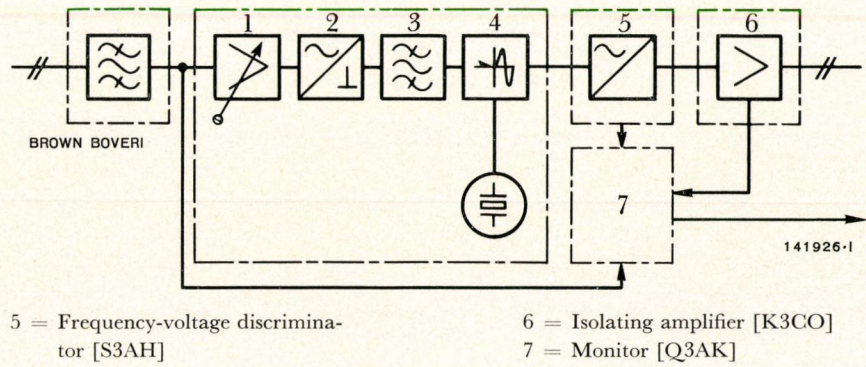 1 2 3 4 5 6
BROWN BOVERI
7
141926·I
5 = Frequency-voltage discrimina-
tor [S3AH]
6 = Isolating amplifier [K3CO]
7 = Monitor [Q3AK]